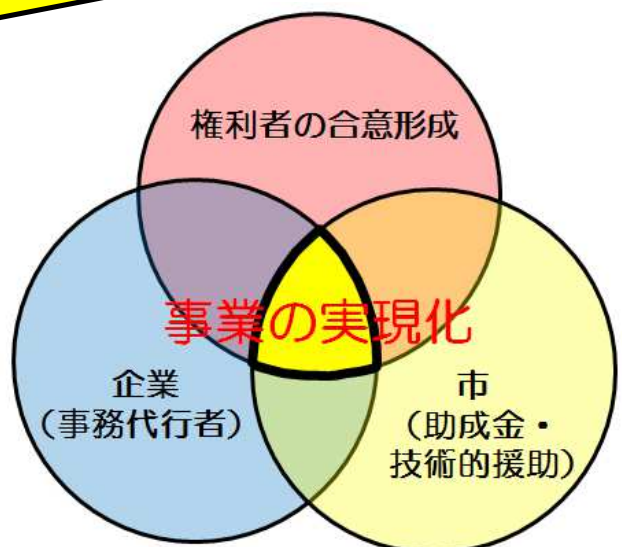 権利者の合意形成
事業の実現化
企業
（事務代行者）
市
（助成金・
技術的援助）